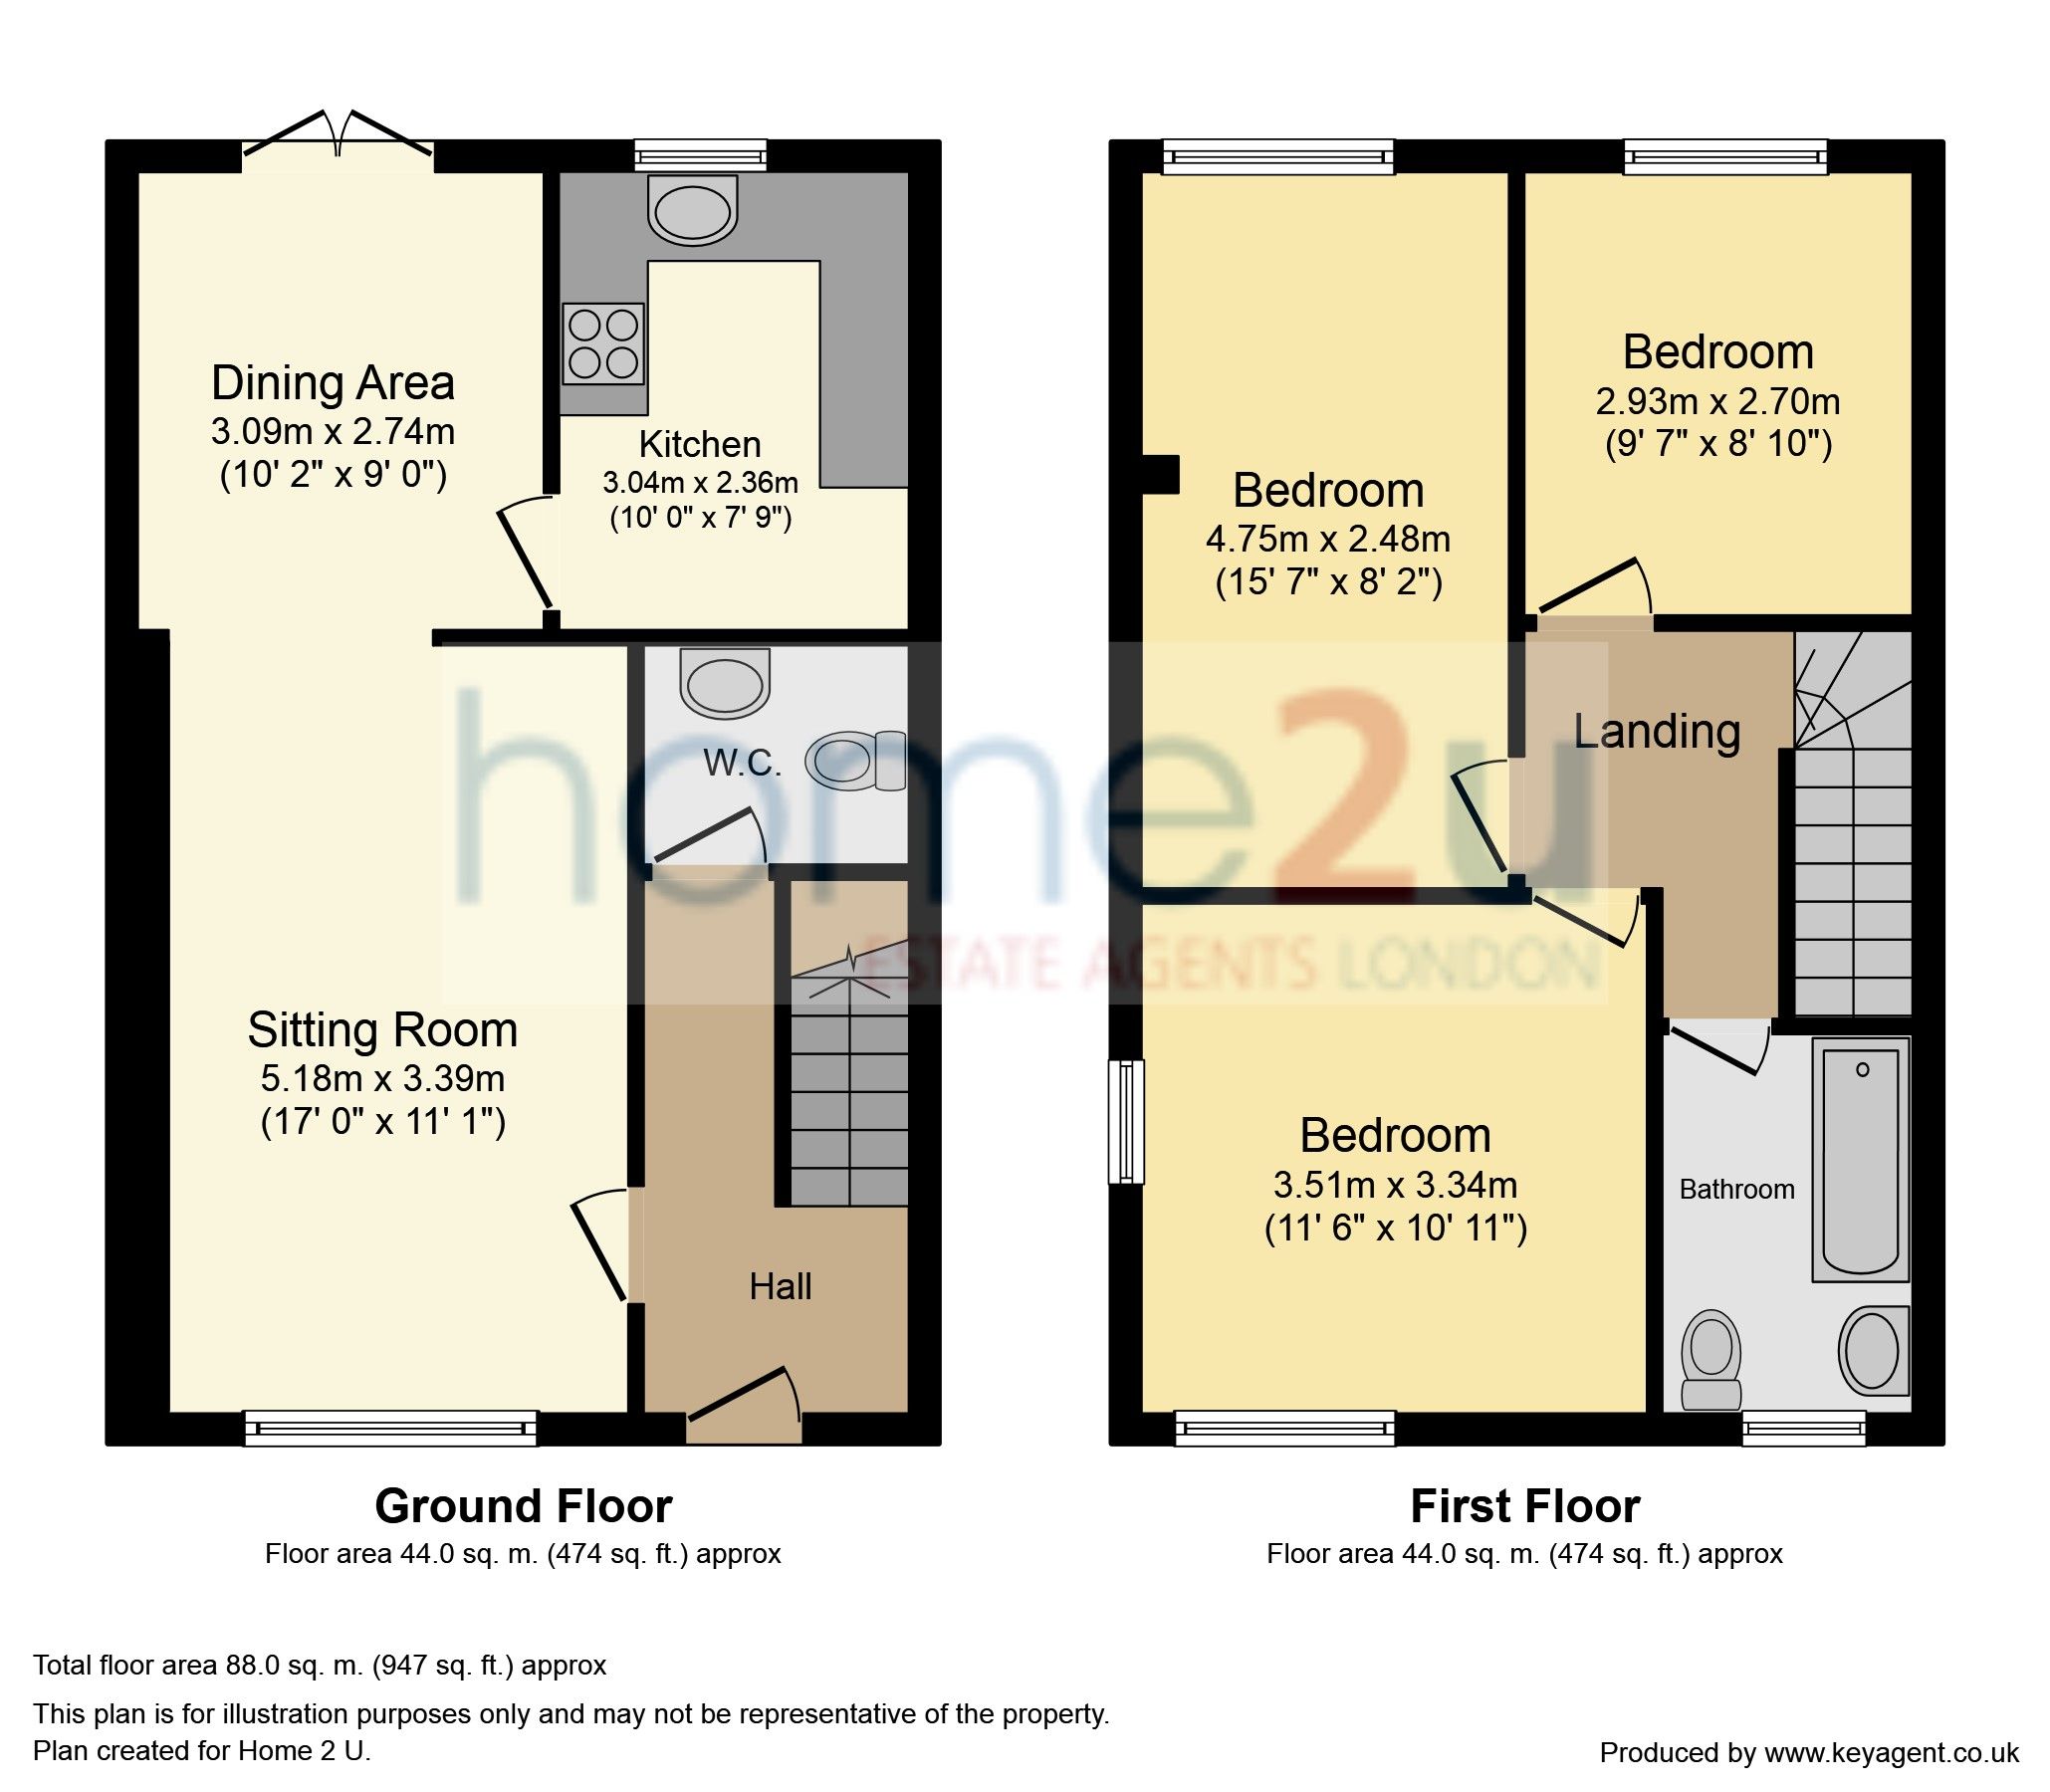 Dining Area
3.09m x 2.74m
(10' 2" x 9' 0")
Kitchen
3.04m x 2.36m
(10' 0" x 7' 9")
W.C.
Sitting Room
5.18m x 3.39m
(17' 0" x 11' 1")
Hall
Bedroom
4.75m x 2.48m
(15' 7" x 8' 2")
Bedroom
2.93m x 2.70m
(9' 7" x 8' 10")
Landing
Bedroom
3.51m x 3.34m
(11' 6" x 10' 11")
Bathroom
home2u
ESTATE AGENTS LONDON
Ground Floor
Floor area 44.0 sq. m. (474 sq. ft.) approx
First Floor
Floor area 44.0 sq. m. (474 sq. ft.) approx
Total floor area 88.0 sq. m. (947 sq. ft.) approx
This plan is for illustration purposes only and may not be representative of the property.
Plan created for Home 2 U.
Produced by www.keyagent.co.uk